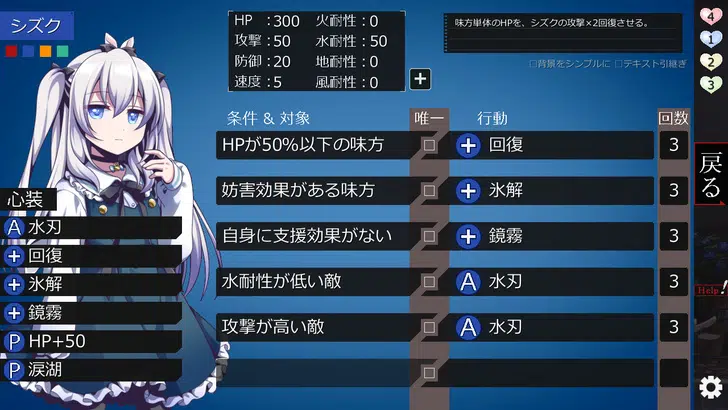 シズク
HP :300 火耐性:0
攻撃:50 水耐性:50
防御:20 地耐性:0
速度:5 風耐性:0
味方単体のHPを、シズクの攻撃×2回復させる。
□背景をシンプルに □テキスト引継ぎ
4
1
2
3
条件 & 対象 唯一 行動 回数
HPが50%以下の味方 回復 3
妨害効果がある味方 氷解 3
自身に支援効果がない 鏡霧 3
水耐性が低い敵 A 水刃 3
攻撃が高い敵 A 水刃 3
心装
A 水刃
+ 回復
+ 氷解
+ 鏡霧
P HP+50
P 涙湖
戻る
Help!